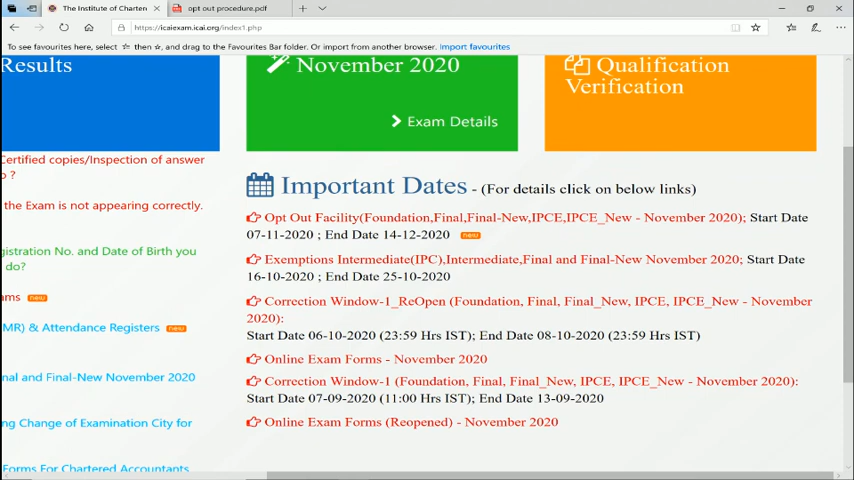 The Institute of Charten
opt out procedure.pdf
https://icaiexam.icai.org/index1.php
To see favourites here, select ☆ then ☆, and drag to the Favourites Bar folder. Or import from another browser. Import favourites
Results
November 2020
Exam Details
Qualification
Verification
Certified copies/Inspection of answer
o ?
the Exam is not appearing correctly.
gistration No. and Date of Birth you
do?
ams new
MR) & Attendance Registers new
nal and Final-New November 2020
ng Change of Examination City for
Forms For Chartered Accountants
Important Dates - (For details click on below links)
Opt Out Facility(Foundation,Final,Final-New,IPCE,IPCE_New - November 2020); Start Date
07-11-2020 ; End Date 14-12-2020 new
Exemptions Intermediate(IPC),Intermediate,Final and Final-New November 2020; Start Date
16-10-2020 ; End Date 25-10-2020
Correction Window-1_ReOpen (Foundation, Final, Final_New, IPCE, IPCE_New - November
2020):
Start Date 06-10-2020 (23:59 Hrs IST); End Date 08-10-2020 (23:59 Hrs IST)
Online Exam Forms - November 2020
Correction Window-1 (Foundation, Final, Final_New, IPCE, IPCE_New - November 2020):
Start Date 07-09-2020 (11:00 Hrs IST); End Date 13-09-2020
Online Exam Forms (Reopened) - November 2020